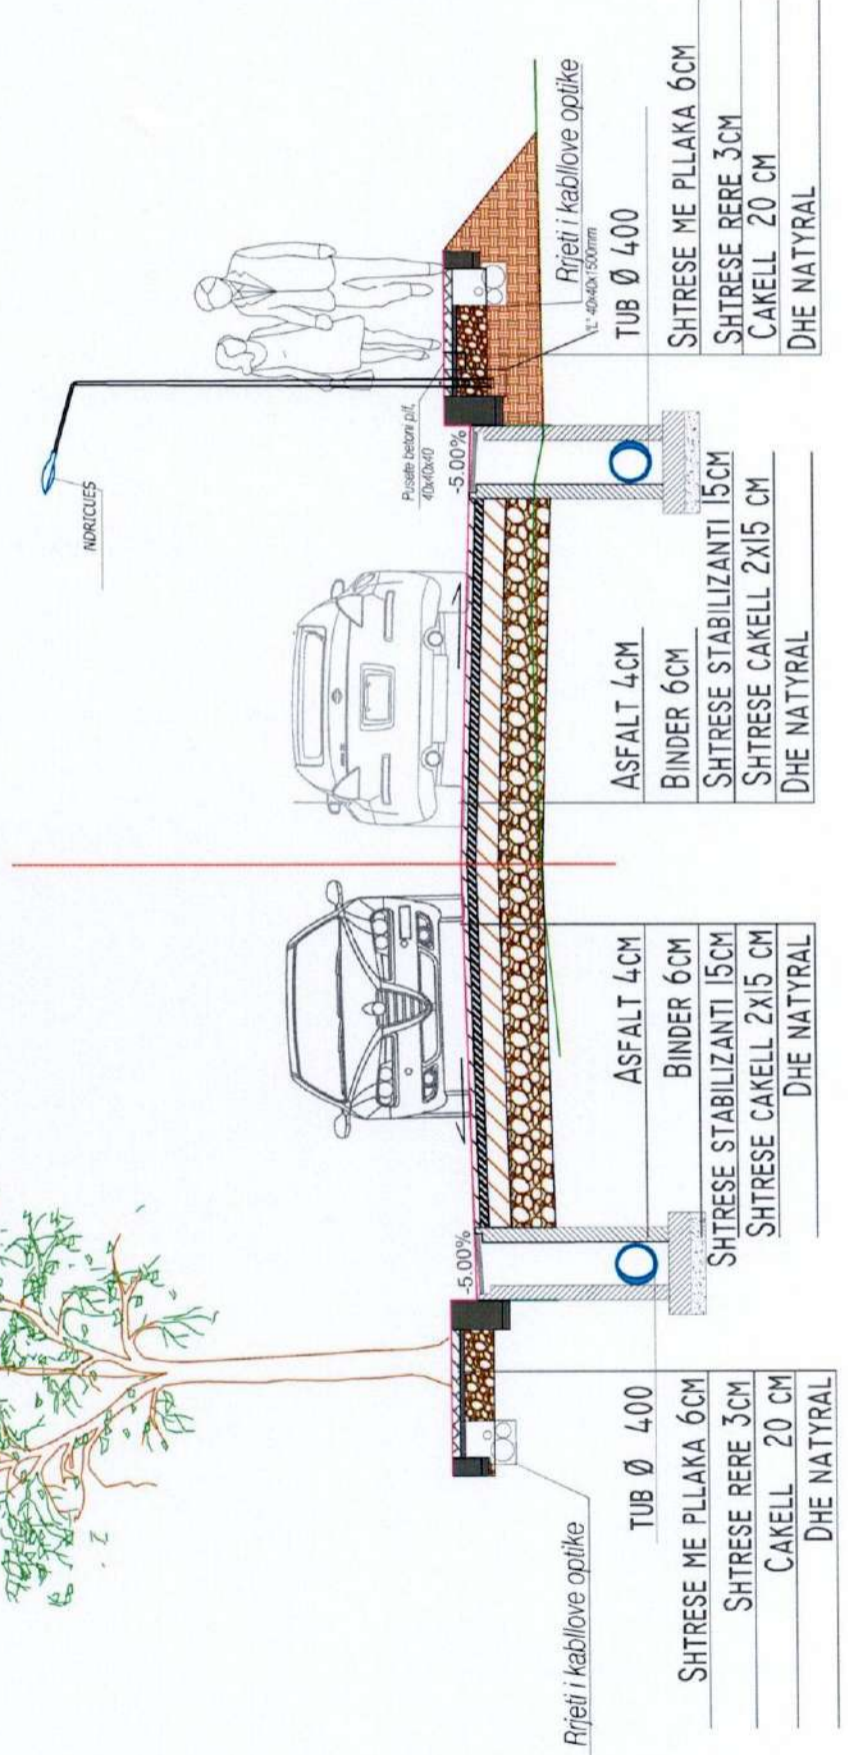 NDRICUES
Pusete betoni plf,
40x40x40
-5.00%
-5.00%
Rrjeti i kabllove optike
TUB Ø 400
SHTRESE ME PLLAKA 6CM
SHTRESE RERE 3CM
CAKELL 20 CM
DHE NATYRAL
ASFALT 4CM
BINDER 6CM
SHTRESE STABILIZANTI 15CM
SHTRESE CAKELL 2X15 CM
DHE NATYRAL
ASFALT 4CM
BINDER 6CM
SHTRESE STABILIZANTI 15CM
SHTRESE CAKELL 2X15 CM
DHE NATYRAL
Rrjeti i kabllove optike
"L" 40x40x1500mm
TUB Ø 400
SHTRESE ME PLLAKA 6CM
SHTRESE RERE 3CM
CAKELL 20 CM
DHE NATYRAL